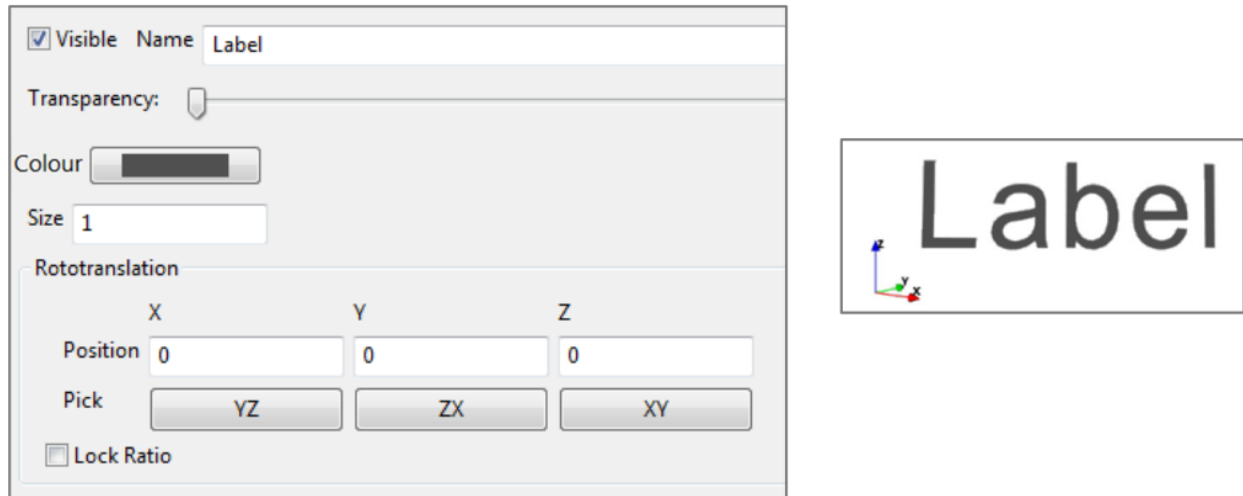 Visible Name Label
Transparency:
Colour
Size 1
Rototranslation
X Y Z
Position 0 0 0
Pick YZ ZX XY
Lock Ratio
Label
z
y
x